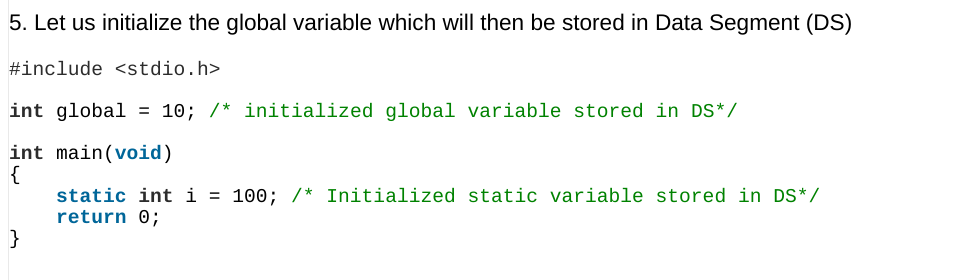 5. Let us initialize the global variable which will then be stored in Data Segment (DS)
#include <stdio.h>
int global = 10; /* initialized global variable stored in DS*/
int main(void)
{
    static int i = 100; /* Initialized static variable stored in DS*/
    return 0;
}